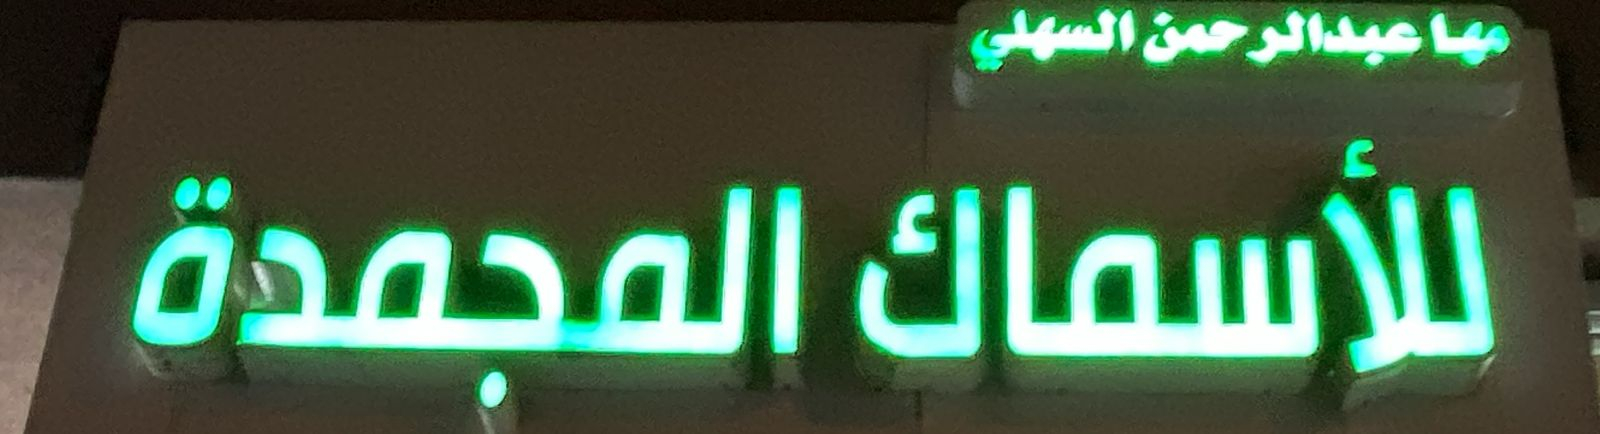 مها عبدالرحمن السهلي
للأسماك المجمدة